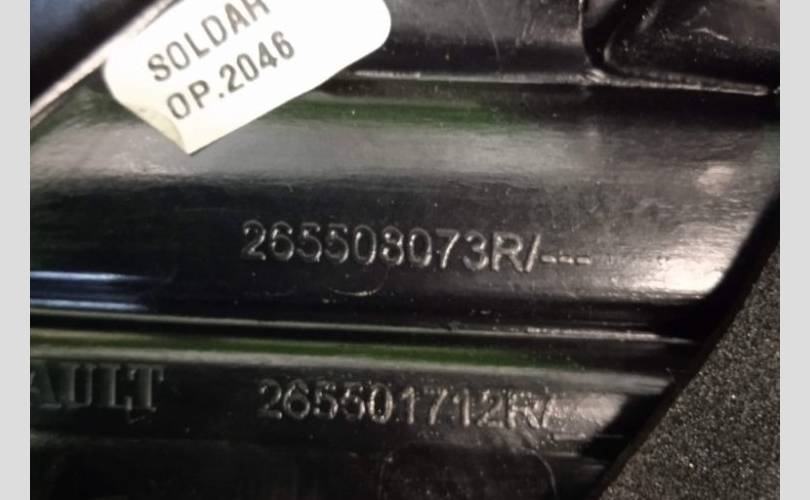 SOLDAR
OP.2046
265508073R/---
AULT 265501712R/